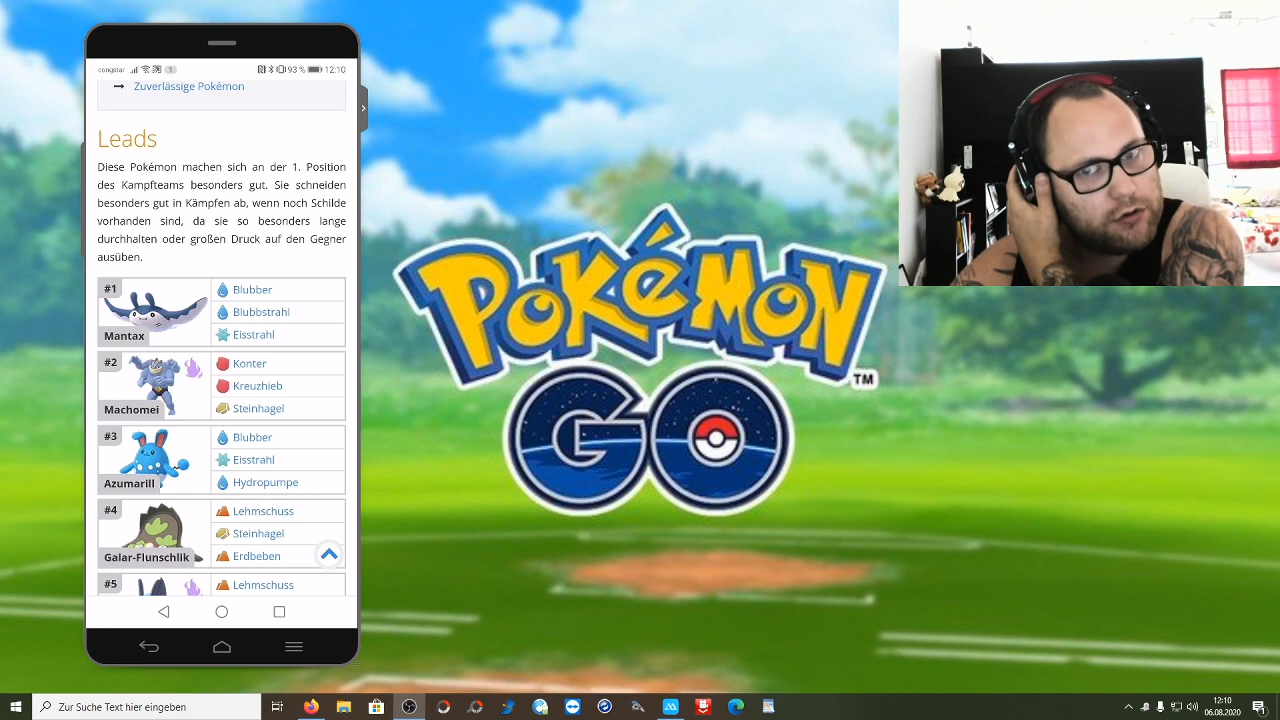 congstar
1
93 %
12:10
Zuverlässige Pokémon
Leads
Diese Pokémon machen sich an der 1. Position
des Kampfteams besonders gut. Sie schneiden
besonders gut in Kämpfen ab, wenn noch Schilde
vorhanden sind, da sie so besonders lange
durchhalten oder großen Druck auf den Gegner
ausüben.
#1
Mantax
Blubber
Blubbstrahl
Eisstrahl
#2
Machomei
Konter
Kreuzhieb
Steinhagel
#3
Azumarill
Blubber
Eisstrahl
Hydropumpe
#4
Galar-Flunschlik
Lehmschuss
Steinhagel
Erdbeben
#5
Lehmschuss
POKéMON
TM
GO
Zur Suche Text hier eingeben
12:10
06.08.2020